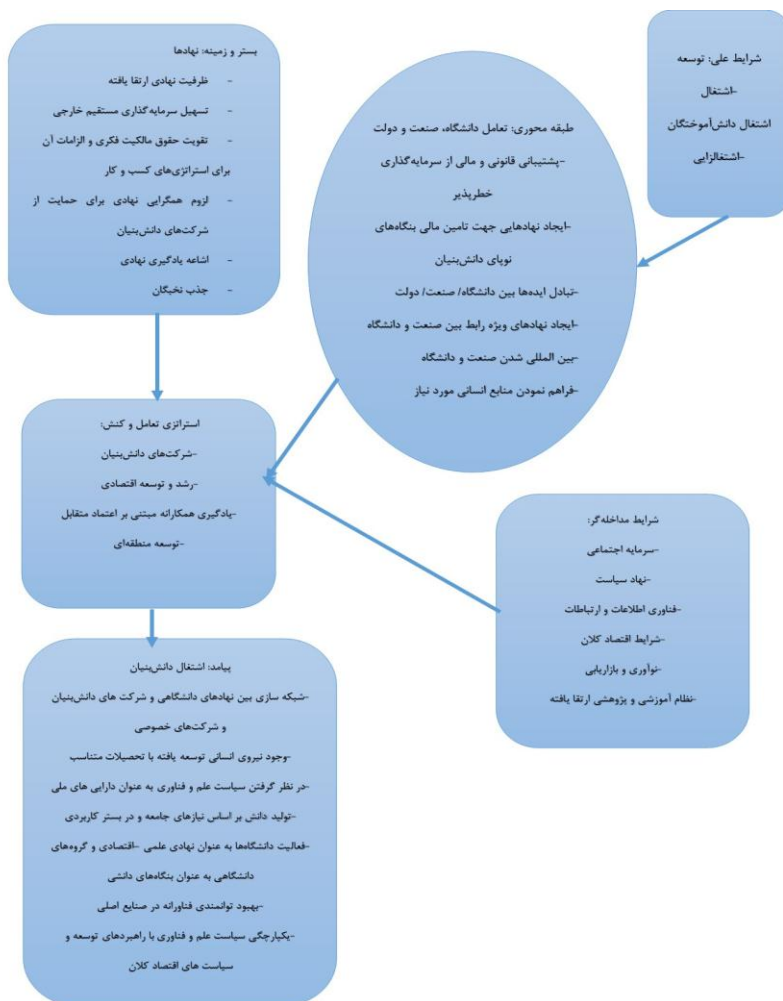 شرایط علی: توسعه
-اشتغال
اشتغال دانش‌آموختگان
-اشتغالزایی
طبقه محوری: تعامل دانشگاه، صنعت و دولت
-پشتیبانی قانونی و مالی از سرمایه‌گذاری
خطرپذیر
-ایجاد نهادهایی جهت تامین مالی بنگاه‌های
نوپای دانش‌بنیان
-تبادل ایده‌ها بین دانشگاه/ صنعت/ دولت
-ایجاد نهادهای ویژه رابط بین صنعت و دانشگاه
-بین المللی شدن صنعت و دانشگاه
-فراهم نمودن منابع انسانی مورد نیاز
بستر و زمینه: نهادها
- ظرفیت نهادی ارتقا یافته
- تسهیل سرمایه‌گذاری مستقیم خارجی
- تقویت حقوق مالکیت فکری و الزامات آن
برای استراتژی‌های کسب و کار
- لزوم همگرایی نهادی برای حمایت از
شرکت‌های دانش‌بنیان
- اشاعه یادگیری نهادی
- جذب نخبگان
استراتژی تعامل و کنش:
-شرکت‌های دانش‌بنیان
-رشد و توسعه اقتصادی
-یادگیری همکارانه مبتنی بر اعتماد متقابل
-توسعه منطقه‌ای
شرایط مداخله‌گر:
-سرمایه اجتماعی
-نهاد سیاست
-فناوری اطلاعات و ارتباطات
-شرایط اقتصاد کلان
-نوآوری و بازاریابی
-نظام آموزشی و پژوهشی ارتقا یافته
پیامد: اشتغال دانش‌بنیان
-شبکه سازی بین نهادهای دانشگاهی و شرکت های دانش‌بنیان
و شرکت‌های خصوصی
-وجود نیروی انسانی توسعه یافته با تحصیلات متناسب
-در نظر گرفتن سیاست علم و فناوری به عنوان دارایی های ملی
-تولید دانش بر اساس نیازهای جامعه و در بستر کاربردی
-فعالیت دانشگاه‌ها به عنوان نهادی علمی –اقتصادی و گروه‌های
دانشگاهی به عنوان بنگاه‌های دانشی
-بهبود توانمندی فناورانه در صنایع اصلی
-یکپارچگی سیاست علم و فناوری با راهبردهای توسعه و
سیاست های اقتصاد کلان